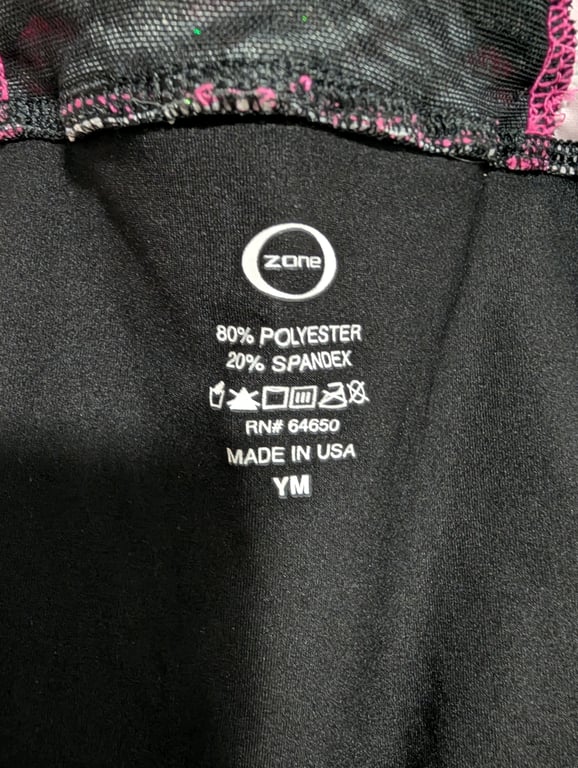 zone
80% POLYESTER
20% SPANDEX
RN# 64650
MADE IN USA
YM